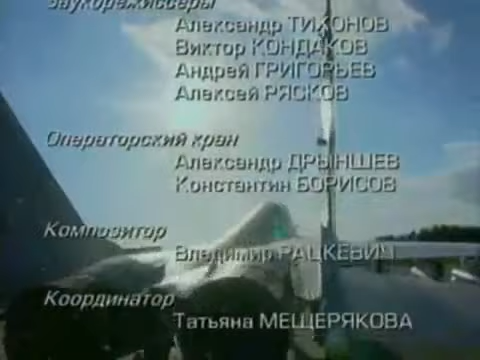 Звукорежиссеры
Александр ТИХОНОВ
Виктор КОНДАКОВ
Андрей ГРИГОРЬЕВ
Алексей РЯСКОВ
Операторский кран
Александр ДРЫНШЕВ
Константин БОРИСОВ
Композитор
Владимир РАЦКЕВИЧ
Координатор
Татьяна МЕЩЕРЯКОВА